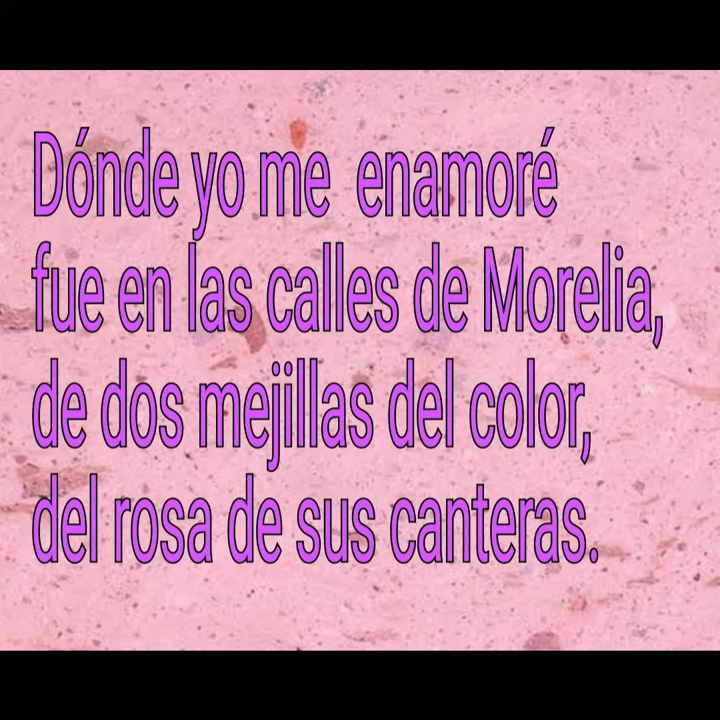 Dónde yo me  enamoré
fue en las calles de Morelia,
de dos mejillas del color,
del rosa de sus canteras.